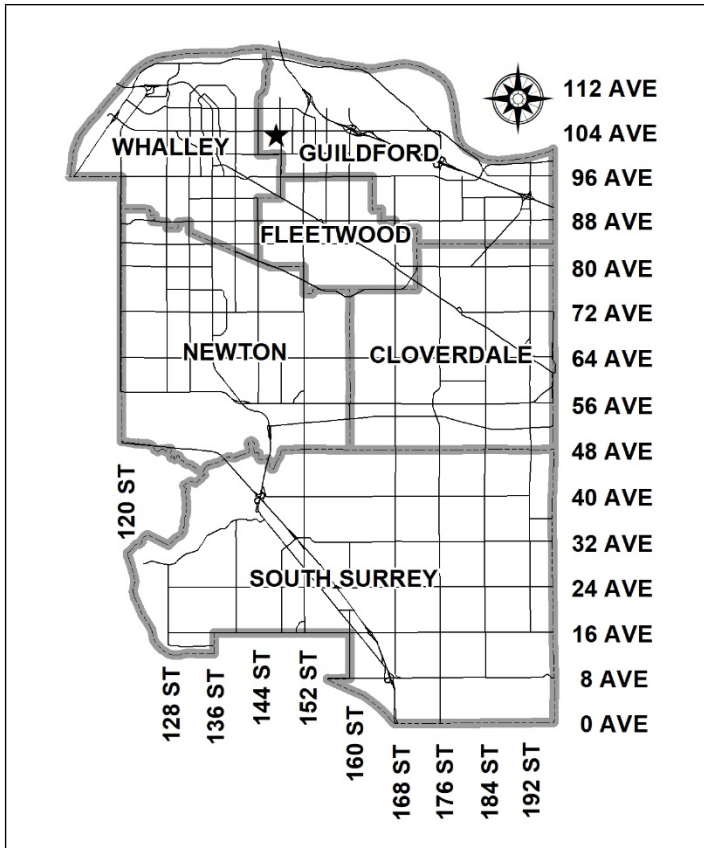 112 AVE
104 AVE
WHALLEY
GUILDFORD
96 AVE
88 AVE
FLEETWOOD
80 AVE
72 AVE
NEWTON
CLOVERDALE
64 AVE
56 AVE
48 AVE
120 ST
40 AVE
32 AVE
SOUTH SURREY
24 AVE
16 AVE
128 ST
136 ST
144 ST
152 ST
160 ST
8 AVE
0 AVE
168 ST
176 ST
184 ST
192 ST